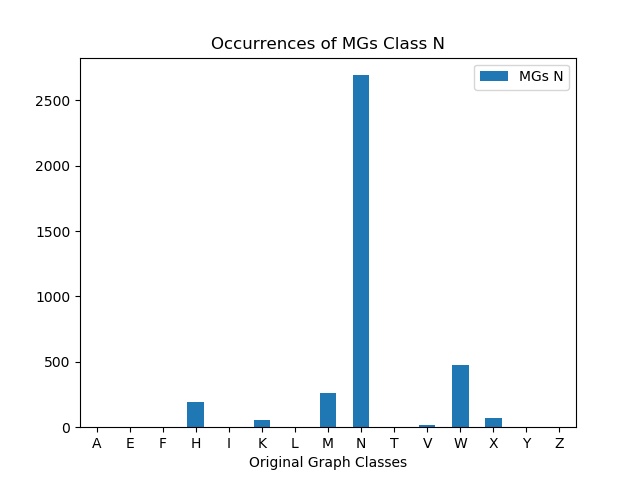 Occurrences of MGs Class N
MGs N
2500
2000
1500
1000
500
0
A E F H I K L M N T V W X Y Z
Original Graph Classes